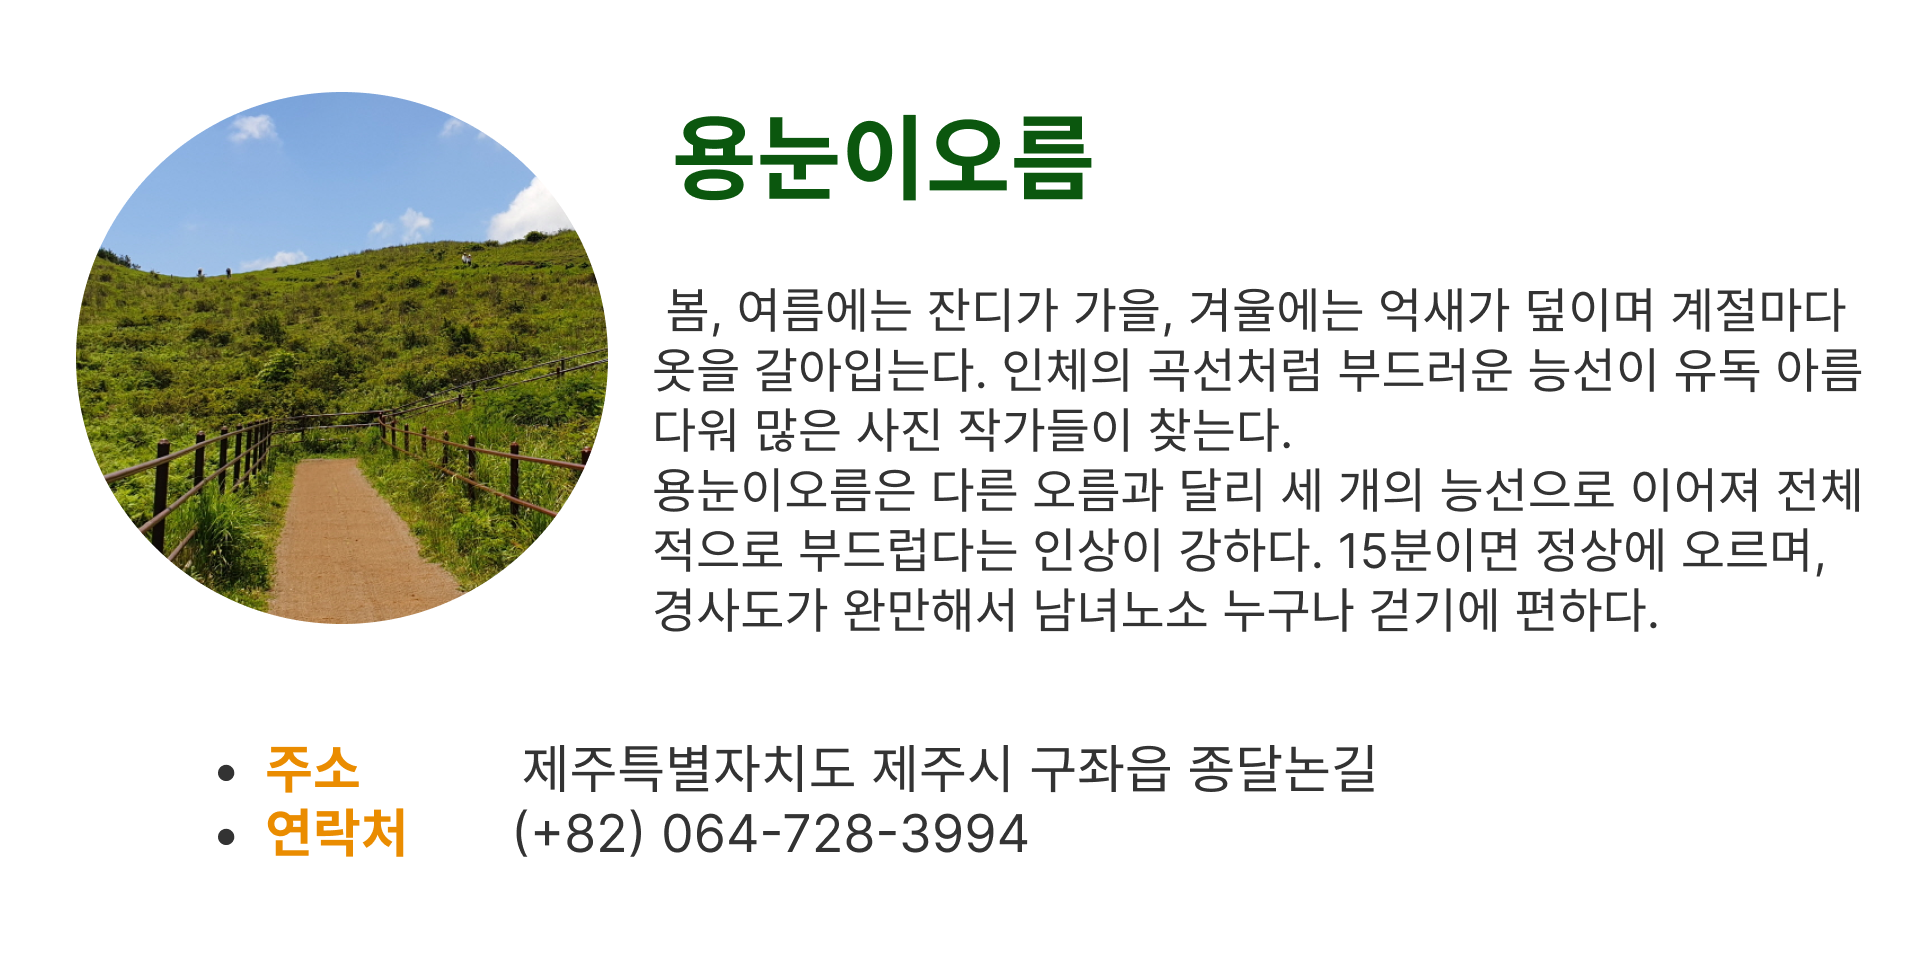 용눈이오름
봄, 여름에는 잔디가 가을, 겨울에는 억새가 덮이며 계절마다
옷을 갈아입는다. 인체의 곡선처럼 부드러운 능선이 유독 아름
다워 많은 사진 작가들이 찾는다.
용눈이오름은 다른 오름과 달리 세 개의 능선으로 이어져 전체
적으로 부드럽다는 인상이 강하다. 15분이면 정상에 오르며,
경사도가 완만해서 남녀노소 누구나 걷기에 편하다.
• 주소 제주특별자치도 제주시 구좌읍 종달논길
• 연락처 (+82) 064-728-3994